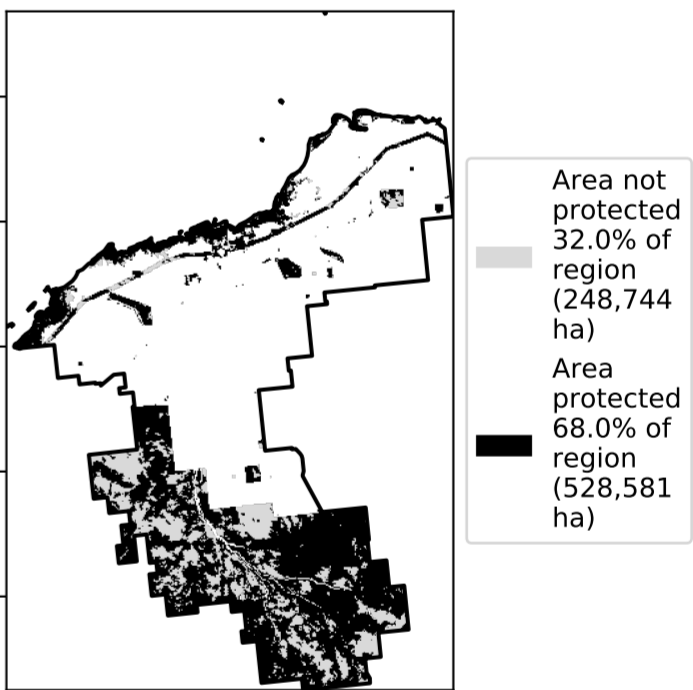 Area not
protected
32.0% of
region
(248,744
ha)
Area
protected
68.0% of
region
(528,581
ha)